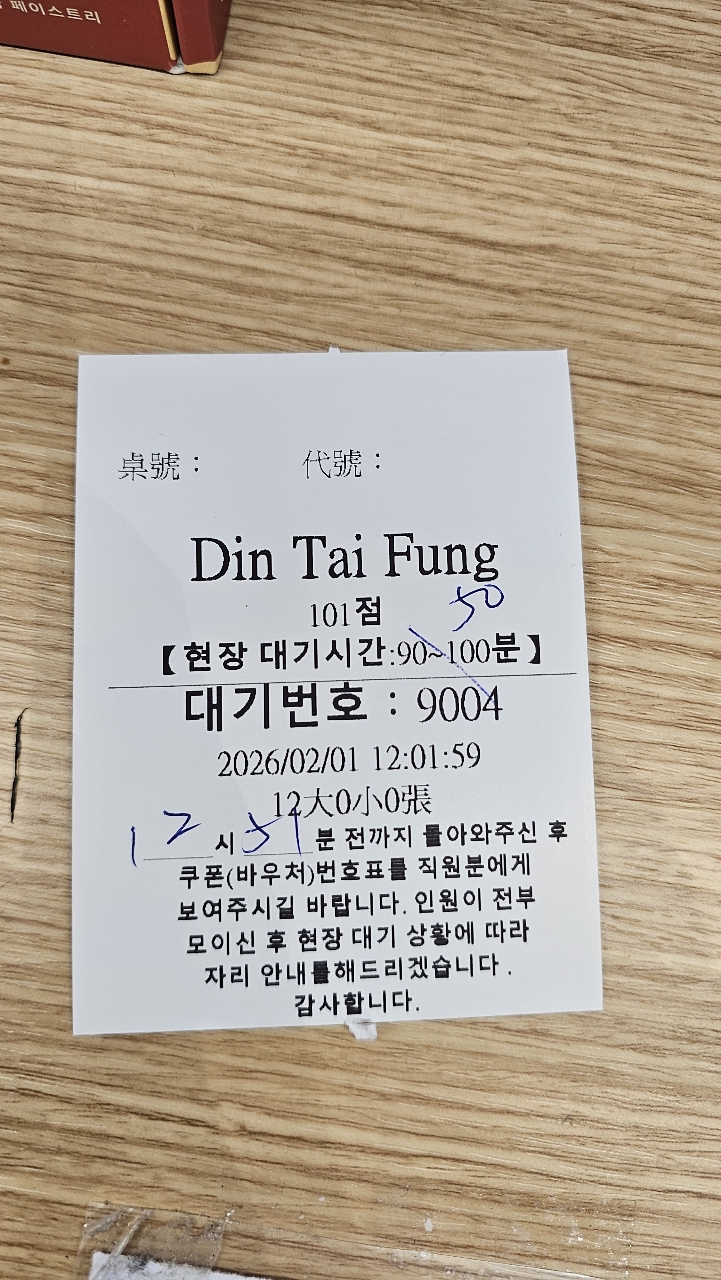 페이스트리
桌號： 代號：
Din Tai Fung
101점 50
【현장 대기시간:90~100분】
대기번호 : 9004
2026/02/01 12:01:59
12大0小0張
12시 51분 전까지 돌아와주신 후
쿠폰(바우처)번호표를 직원분에게
보여주시길 바랍니다. 인원이 전부
모이신 후 현장 대기 상황에 따라
자리 안내를해드리겠습니다.
감사합니다.